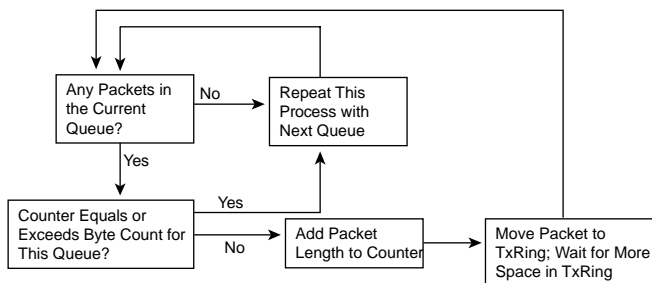 Any Packets in
the Current
Queue?
No
Repeat This
Process with
Next Queue
Yes
Counter Equals or
Exceeds Byte Count for
This Queue?
Yes
No
Add Packet
Length to Counter
Move Packet to
TxRing; Wait for More
Space in TxRing